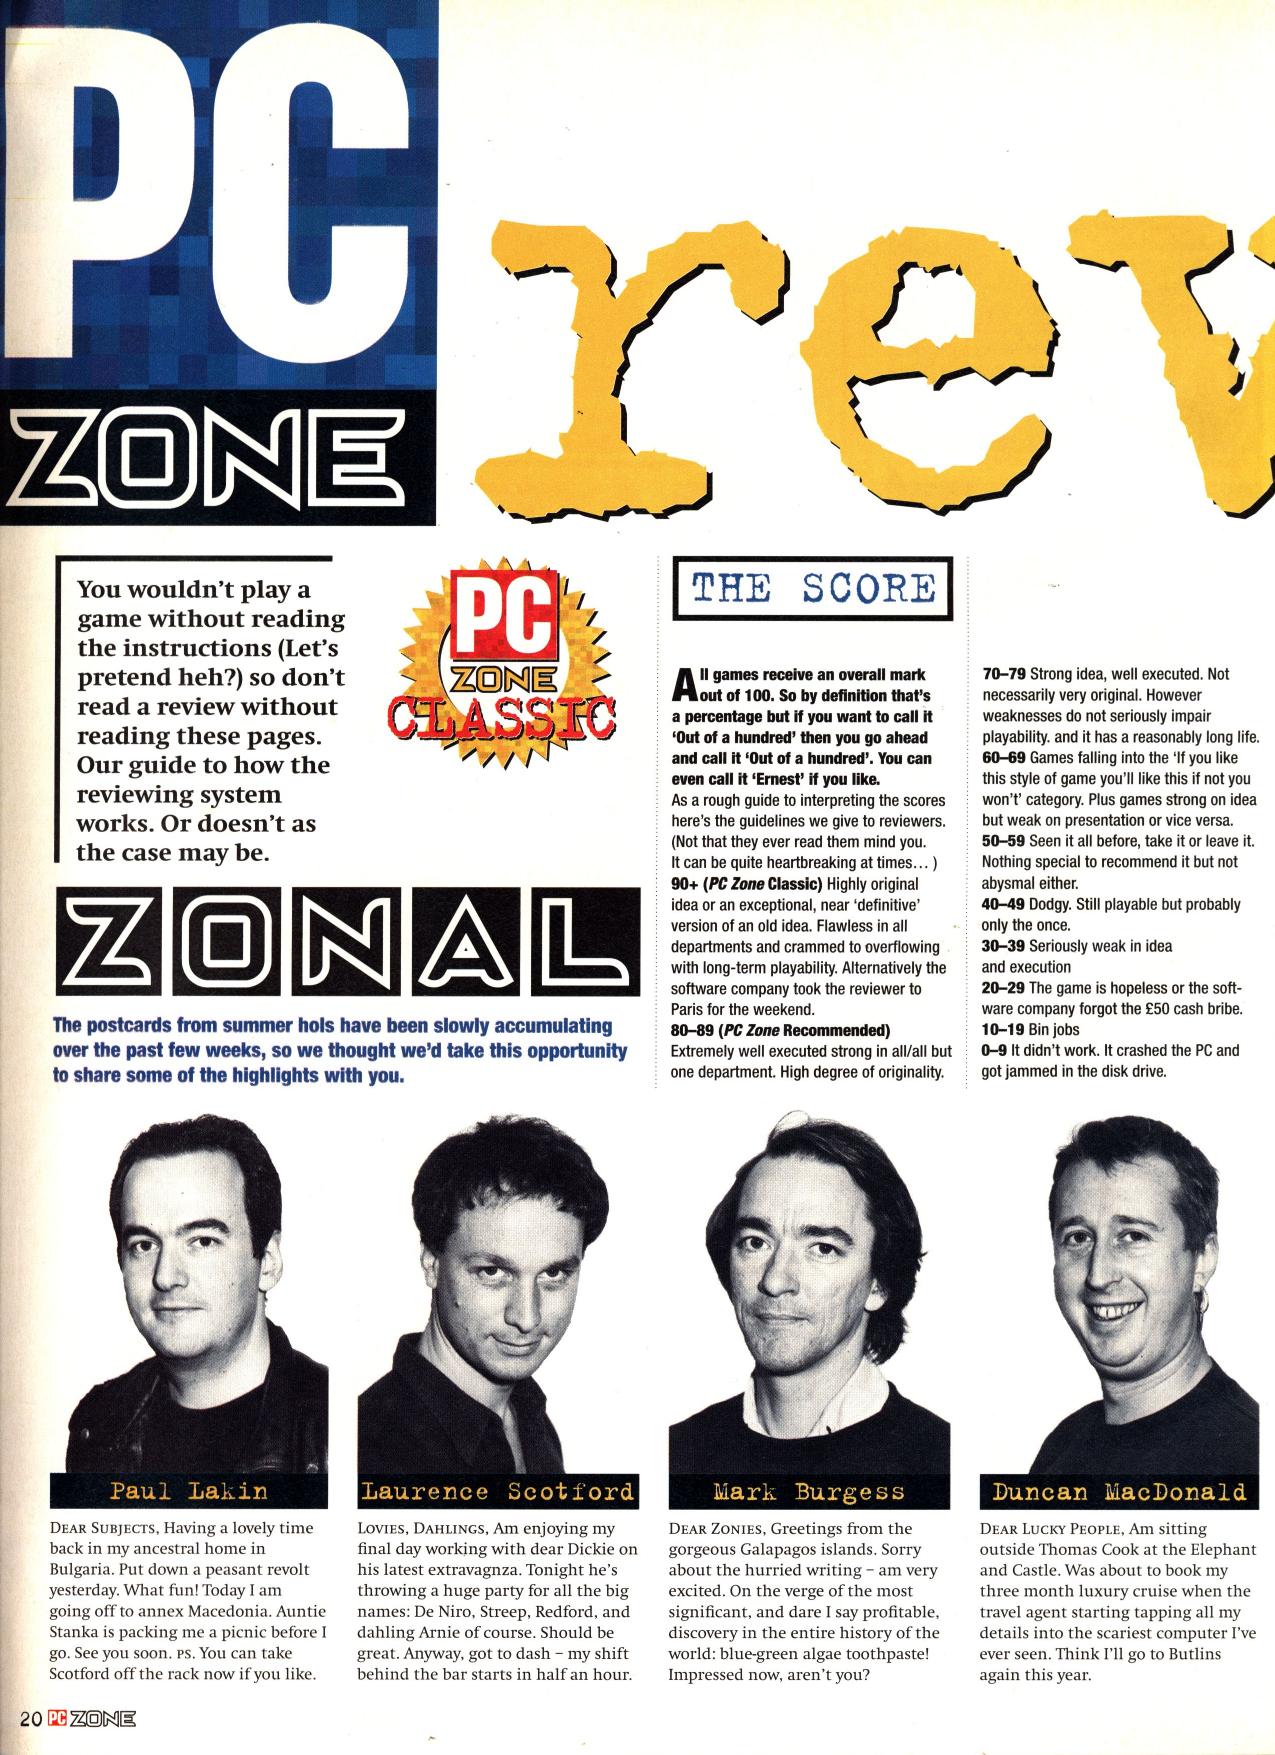 PC
ZONE
rev
You wouldn't play a
game without reading
the instructions (Let's
pretend heh?) so don't
read a review without
reading these pages.
Our guide to how the
reviewing system
works. Or doesn't as
the case may be.
PC
ZONE
CLASSIC
THE SCORE
All games receive an overall mark
out of 100. So by definition that's
a percentage but if you want to call it
'Out of a hundred' then you go ahead
and call it 'Out of a hundred'. You can
even call it 'Ernest' if you like.
As a rough guide to interpreting the scores
here's the guidelines we give to reviewers.
(Not that they ever read them mind you.
It can be quite heartbreaking at times... )
90+ (PC Zone Classic) Highly original
idea or an exceptional, near 'definitive'
version of an old idea. Flawless in all
departments and crammed to overflowing
with long-term playability. Alternatively the
software company took the reviewer to
Paris for the weekend.
80–89 (PC Zone Recommended)
Extremely well executed strong in all/all but
one department. High degree of originality.
70–79 Strong idea, well executed. Not
necessarily very original. However
weaknesses do not seriously impair
playability. and it has a reasonably long life.
60–69 Games falling into the 'If you like
this style of game you'll like this if not you
won't' category. Plus games strong on idea
but weak on presentation or vice versa.
50–59 Seen it all before, take it or leave it.
Nothing special to recommend it but not
abysmal either.
40–49 Dodgy. Still playable but probably
only the once.
30–39 Seriously weak in idea
and execution
20–29 The game is hopeless or the soft-
ware company forgot the £50 cash bribe.
10–19 Bin jobs
0–9 It didn't work. It crashed the PC and
got jammed in the disk drive.
ZONAL
The postcards from summer hols have been slowly accumulating
over the past few weeks, so we thought we'd take this opportunity
to share some of the highlights with you.
Paul Lakin
DEAR SUBJECTS, Having a lovely time
back in my ancestral home in
Bulgaria. Put down a peasant revolt
yesterday. What fun! Today I am
going off to annex Macedonia. Auntie
Stanka is packing me a picnic before I
go. See you soon. PS. You can take
Scotford off the rack now if you like.
Laurence Scotford
LOVIES, DAHLINGS, Am enjoying my
final day working with dear Dickie on
his latest extravagnza. Tonight he's
throwing a huge party for all the big
names: De Niro, Streep, Redford, and
dahling Arnie of course. Should be
great. Anyway, got to dash – my shift
behind the bar starts in half an hour.
Mark Burgess
DEAR ZONIES, Greetings from the
gorgeous Galapagos islands. Sorry
about the hurried writing – am very
excited. On the verge of the most
significant, and dare I say profitable,
discovery in the entire history of the
world: blue-green algae toothpaste!
Impressed now, aren't you?
Duncan MacDonald
DEAR LUCKY PEOPLE, Am sitting
outside Thomas Cook at the Elephant
and Castle. Was about to book my
three month luxury cruise when the
travel agent starting tapping all my
details into the scariest computer I've
ever seen. Think I'll go to Butlins
again this year.
20 PC ZONE